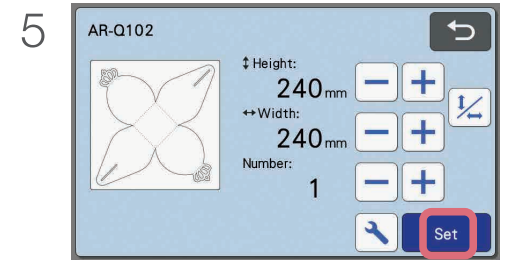 5
AR-Q102
↕Height:
240mm
↔Width:
240mm
Number:
1
Set